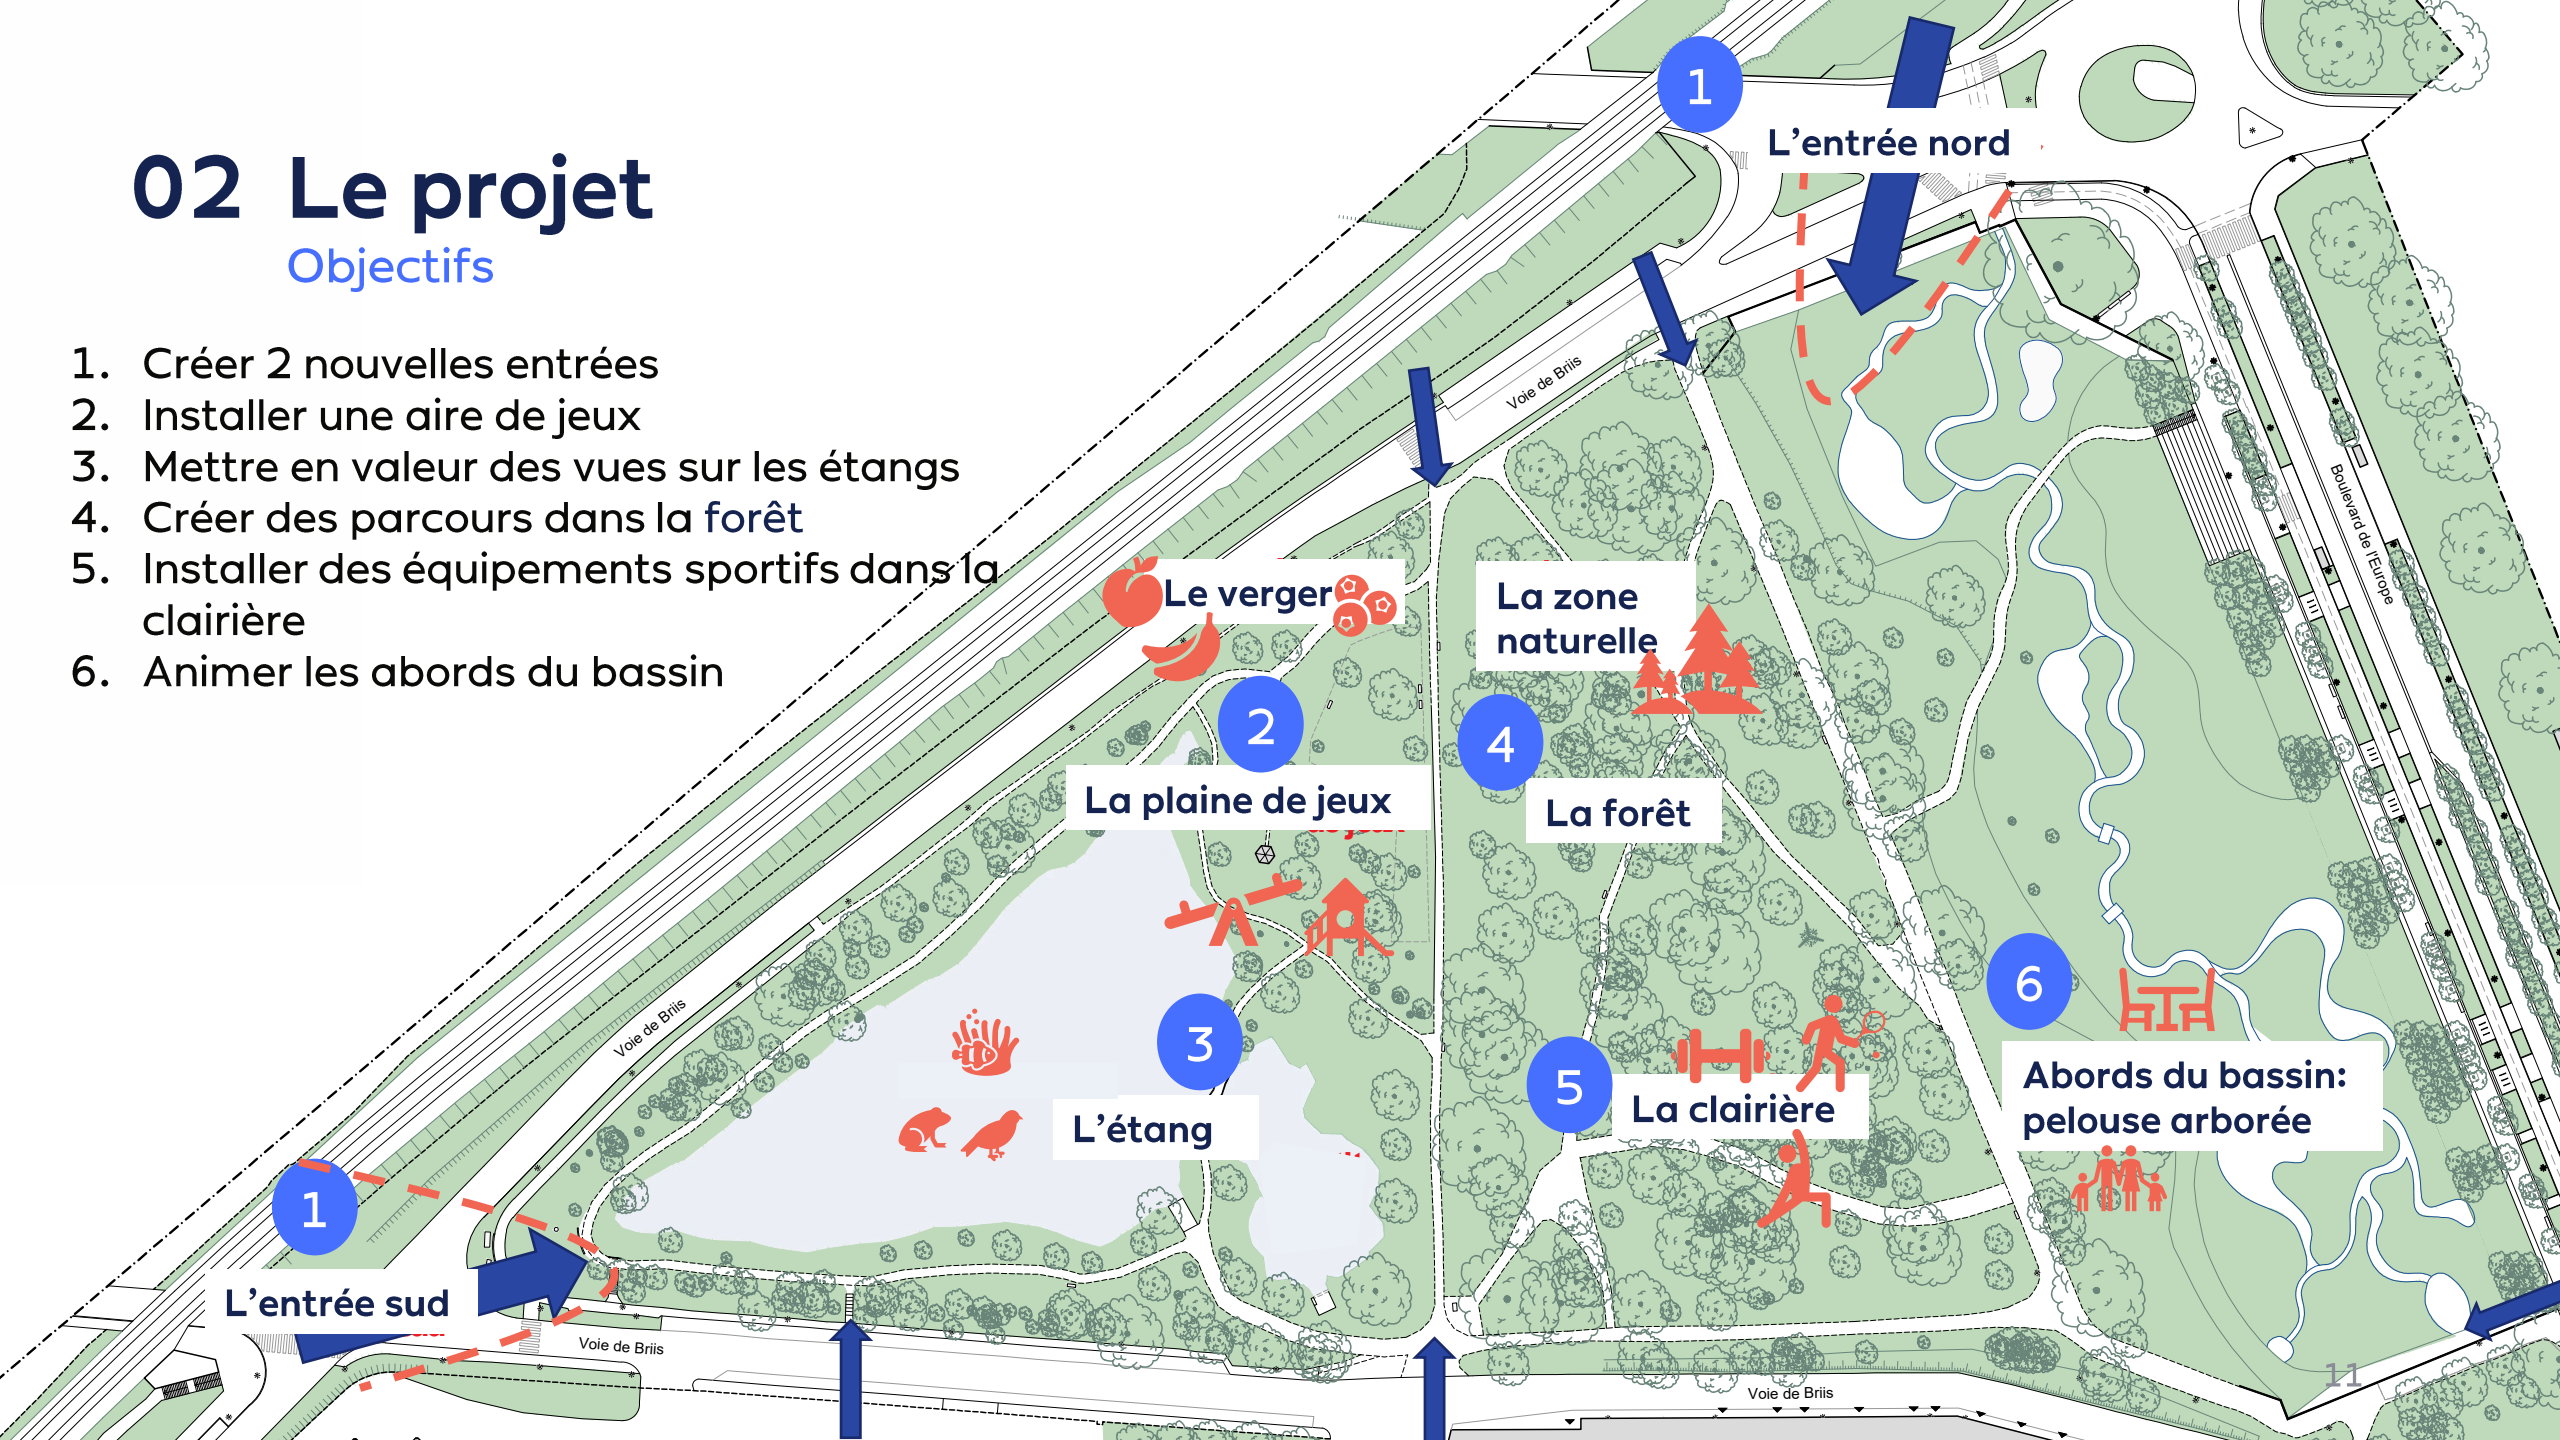 02 Le projet
Objectifs
1. Créer 2 nouvelles entrées
2. Installer une aire de jeux
3. Mettre en valeur des vues sur les étangs
4. Créer des parcours dans la forêt
5. Installer des équipements sportifs dans la
clairière
6. Animer les abords du bassin
1
L'entrée nord
Voie de Briis
Boulevard de l'Europe
Le verger
La zone
naturelle
2
La plaine de jeux
4
La forêt
3
L'étang
5
La clairière
6
Abords du bassin:
pelouse arborée
Voie de Briis
1
L'entrée sud
Voie de Briis
Voie de Briis
11